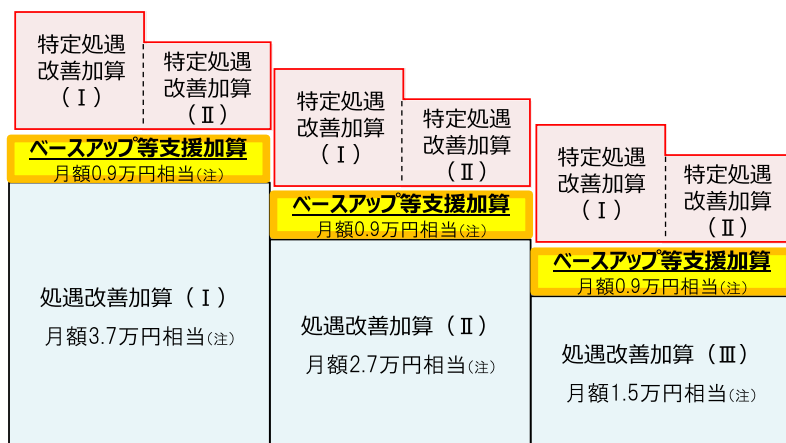 特定処遇
改善加算
（Ⅰ）
特定処遇
改善加算
（Ⅱ）
ベースアップ等支援加算
月額0.9万円相当(注)
処遇改善加算（Ⅰ）
月額3.7万円相当(注)
特定処遇
改善加算
（Ⅰ）
特定処遇
改善加算
（Ⅱ）
ベースアップ等支援加算
月額0.9万円相当(注)
処遇改善加算（Ⅱ）
月額2.7万円相当(注)
特定処遇
改善加算
（Ⅰ）
特定処遇
改善加算
（Ⅱ）
ベースアップ等支援加算
月額0.9万円相当(注)
処遇改善加算（Ⅲ）
月額1.5万円相当(注)